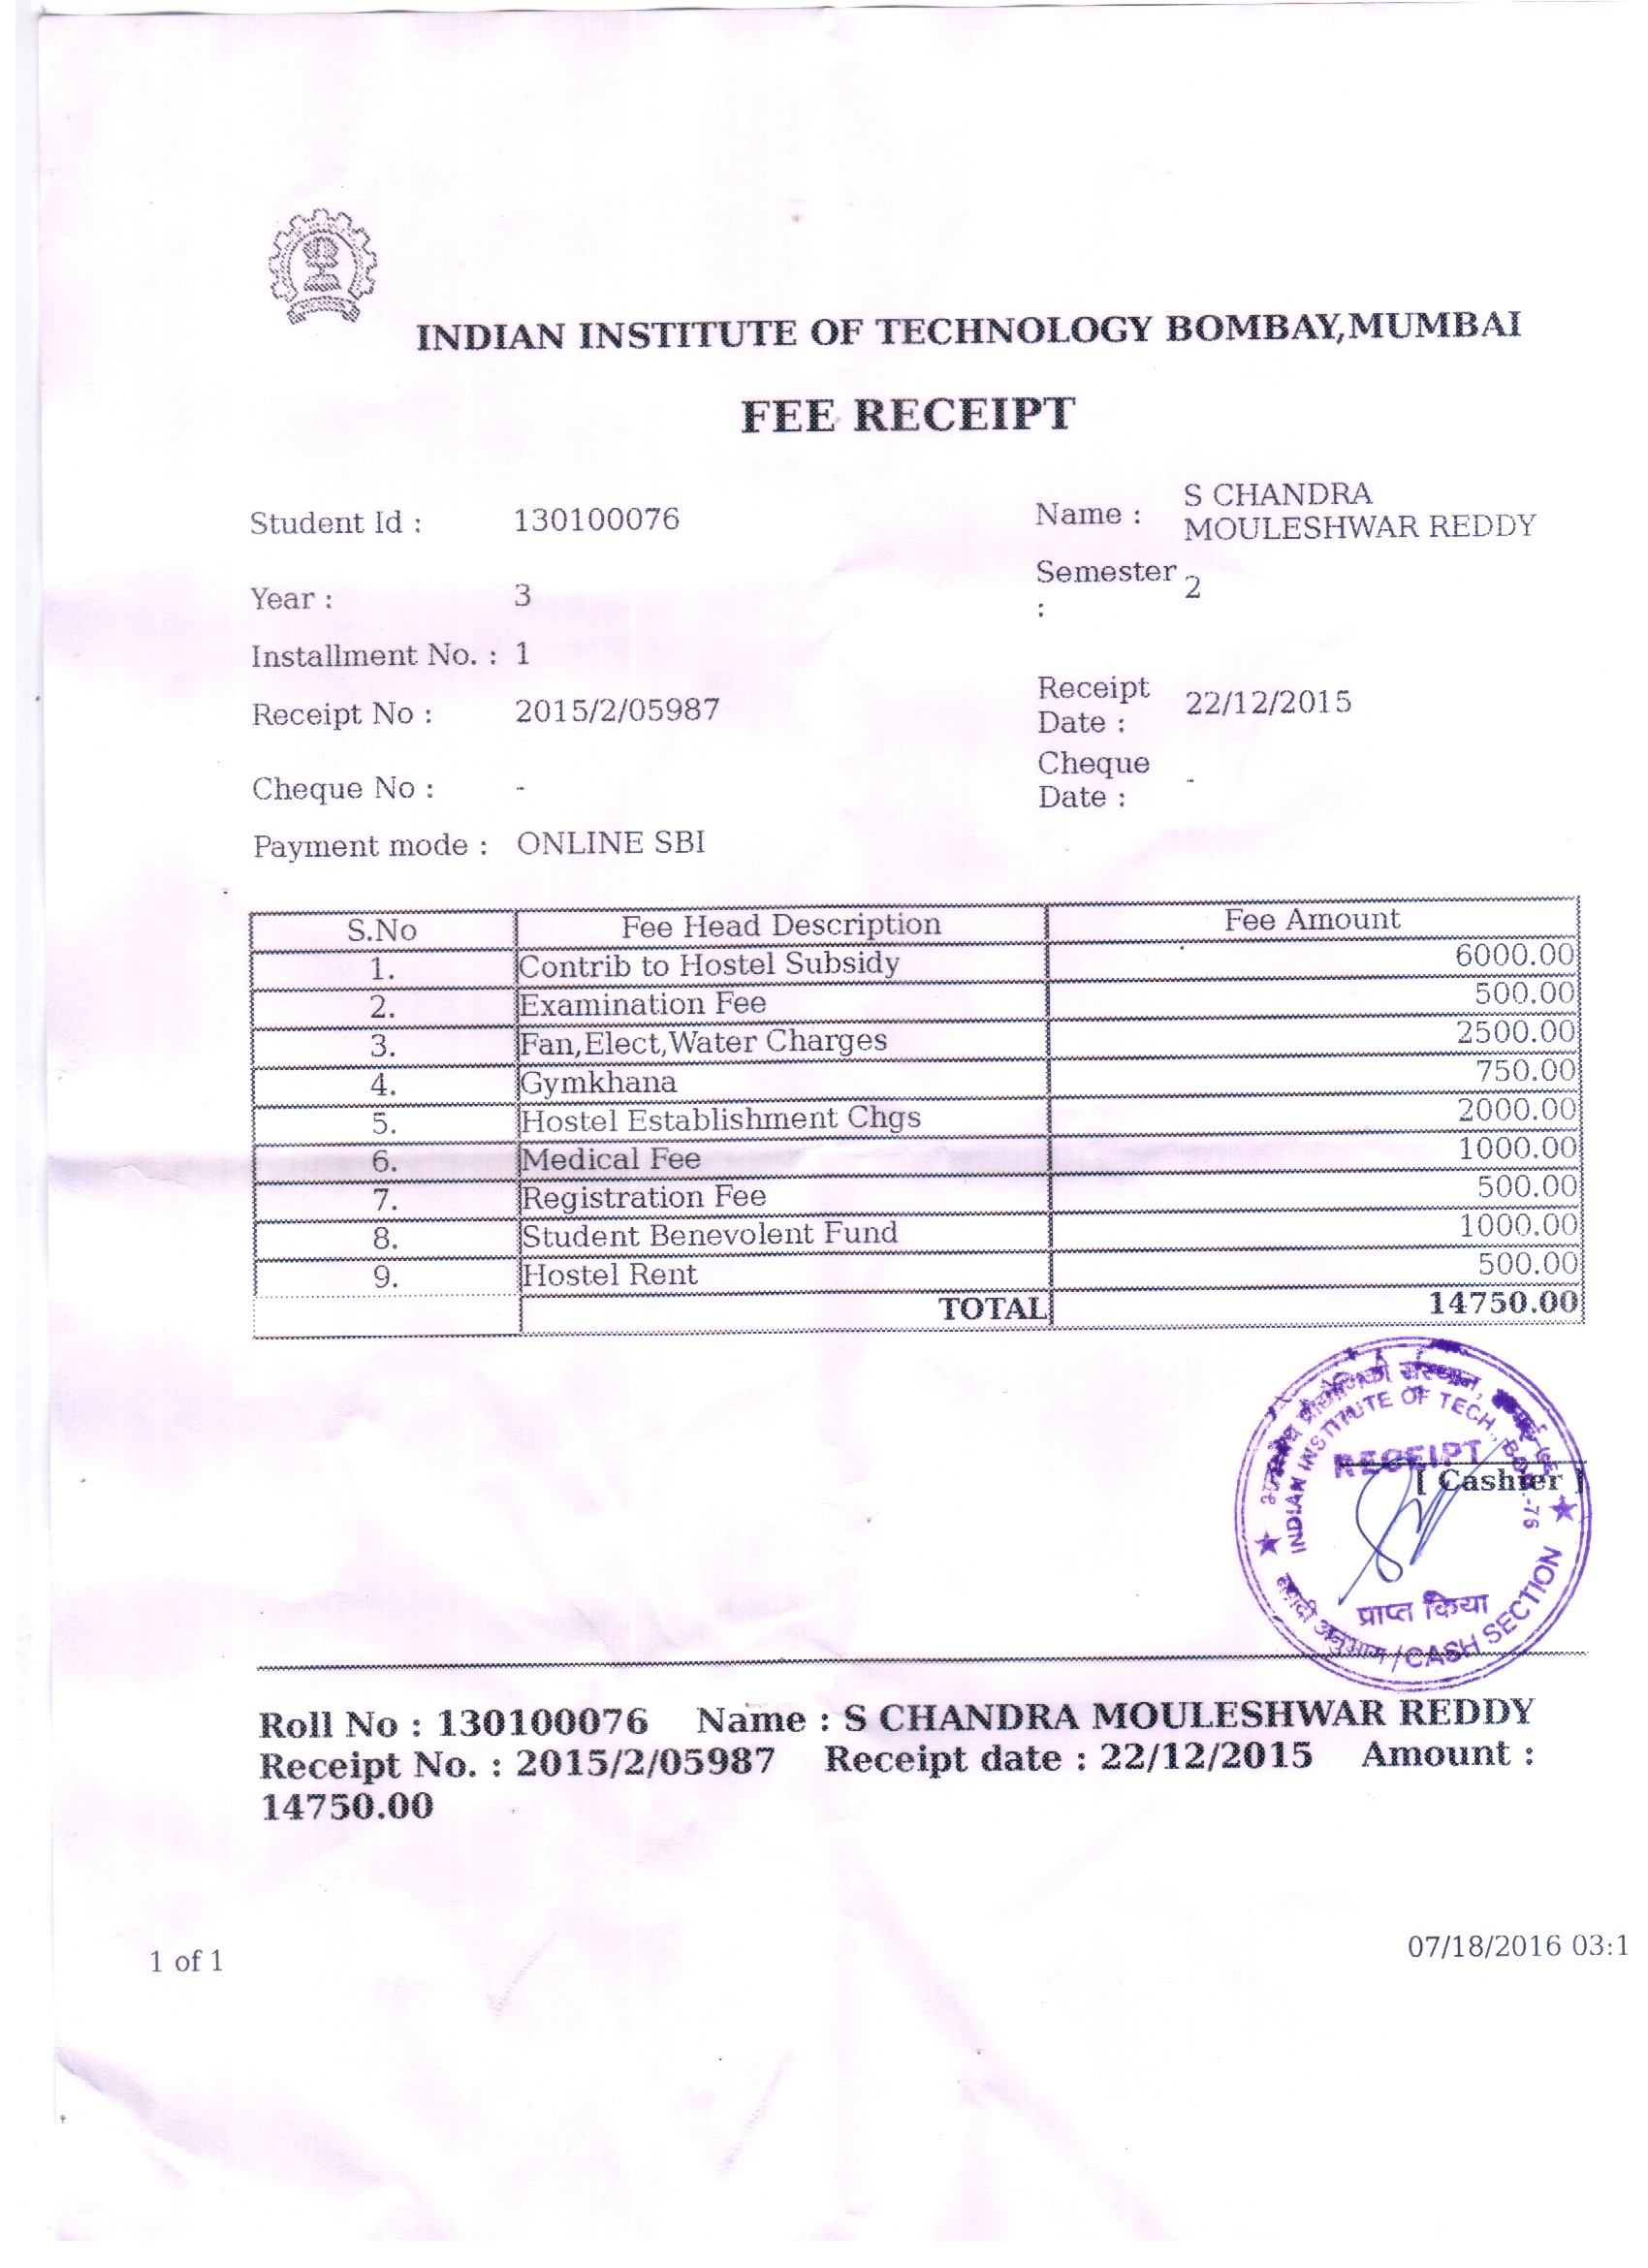 INDIAN INSTITUTE OF TECHNOLOGY BOMBAY,MUMBAI
FEE RECEIPT
Student Id : 130100076 Name : S CHANDRA MOULESHWAR REDDY
Year : 3 Semester : 2
Installment No. : 1
Receipt No : 2015/2/05987 Receipt Date : 22/12/2015
Cheque No : - Cheque Date : -
Payment mode : ONLINE SBI
S.No Fee Head Description Fee Amount
1. Contrib to Hostel Subsidy 6000.00
2. Examination Fee 500.00
3. Fan,Elect,Water Charges 2500.00
4. Gymkhana 750.00
5. Hostel Establishment Chgs 2000.00
6. Medical Fee 1000.00
7. Registration Fee 500.00
8. Student Benevolent Fund 1000.00
9. Hostel Rent 500.00
TOTAL 14750.00
प्रौद्योगिकी संस्थान,
INDIAN INSTITUTE OF TECH.,
RECEIPT
[ Cashier ]
प्राप्त किया
अनुभाग / CASH SECTION
Roll No : 130100076 Name : S CHANDRA MOULESHWAR REDDY
Receipt No. : 2015/2/05987 Receipt date : 22/12/2015 Amount :
14750.00
1 of 1 07/18/2016 03:1